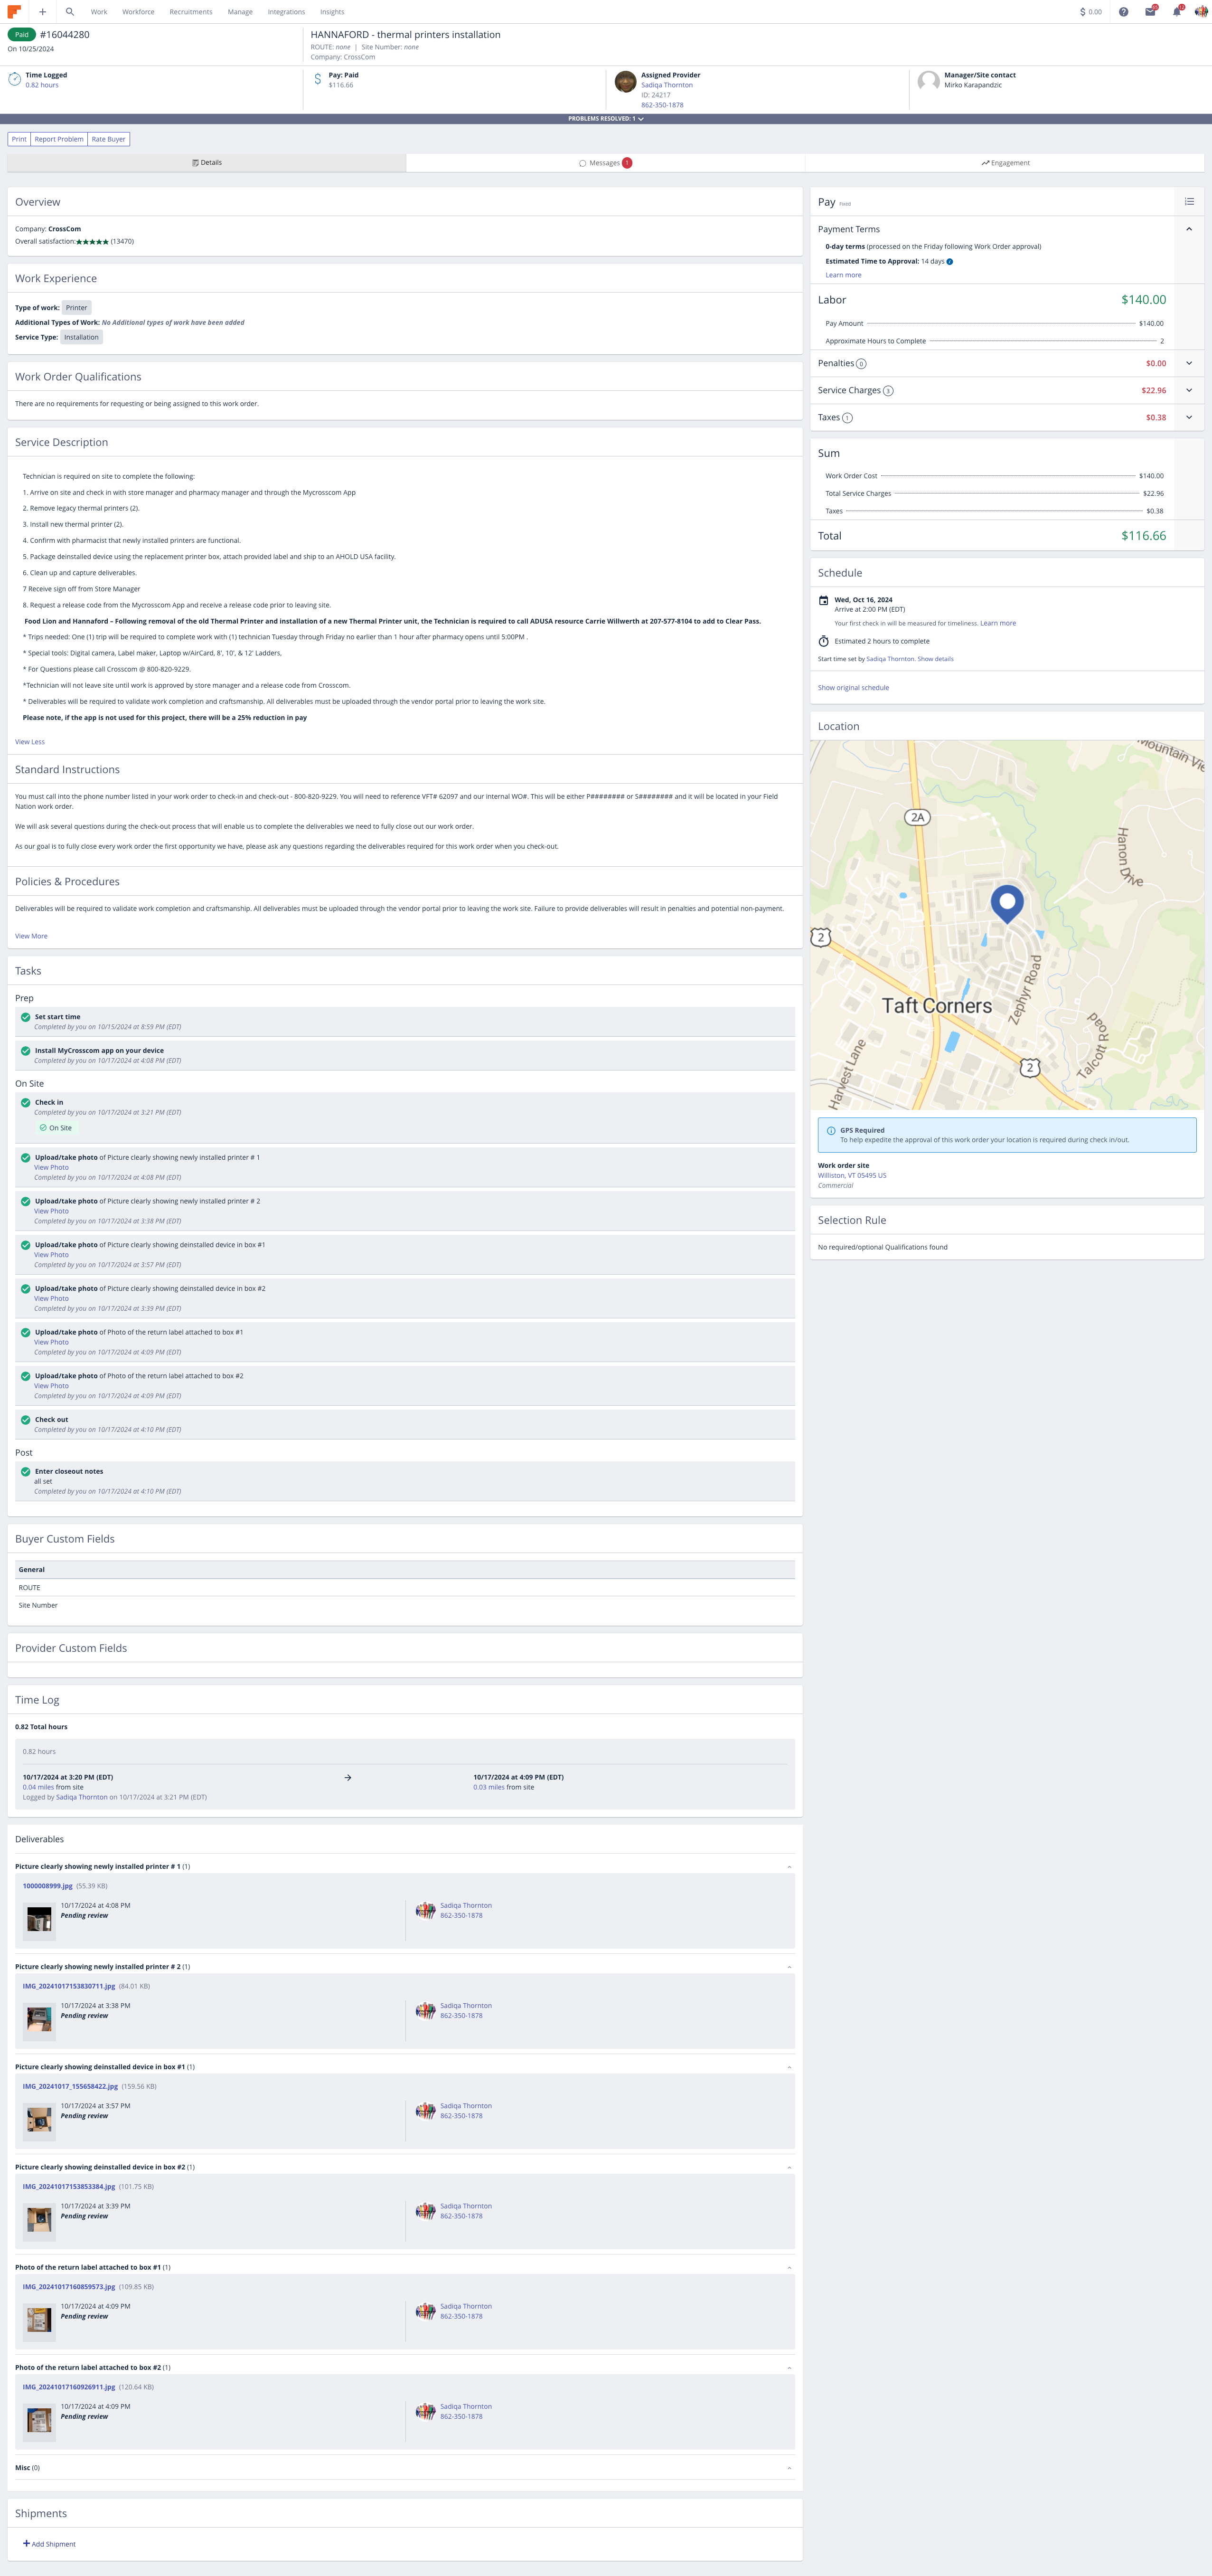 Work Workforce Recruitments Manage Integrations Insights
$ 0.00
Paid #16044280
On 10/25/2024
HANNAFORD - thermal printers installation
ROUTE: none | Site Number: none
Company: CrossCom
Time Logged
0.82 hours
Pay: Paid
$116.66
Assigned Provider
Sadiqa Thornton
ID: 24217
862-350-1878
Manager/Site contact
Mirko Karapandzic
PROBLEMS RESOLVED: 1
Print Report Problem Rate Buyer
Details
Messages 1
Engagement
Overview
Company: CrossCom
Overall satisfaction:★★★★★ (13470)
Work Experience
Type of work: Printer
Additional Types of Work: No Additional types of work have been added
Service Type: Installation
Work Order Qualifications
There are no requirements for requesting or being assigned to this work order.
Service Description
Technician is required on site to complete the following:
1. Arrive on site and check in with store manager and pharmacy manager and through the Mycrosscom App
2. Remove legacy thermal printers (2).
3. Install new thermal printer (2).
4. Confirm with pharmacist that newly installed printers are functional.
5. Package deinstalled device using the replacement printer box, attach provided label and ship to an AHOLD USA facility.
6. Clean up and capture deliverables.
7 Receive sign off from Store Manager
8. Request a release code from the Mycrosscom App and receive a release code prior to leaving site.
Food Lion and Hannaford – Following removal of the old Thermal Printer and installation of a new Thermal Printer unit, the Technician is required to call ADUSA resource Carrie Willwerth at 207-577-8104 to add to Clear Pass.
* Trips needed: One (1) trip will be required to complete work with (1) technician Tuesday through Friday no earlier than 1 hour after pharmacy opens until 5:00PM .
* Special tools: Digital camera, Label maker, Laptop w/AirCard, 8', 10', & 12' Ladders,
* For Questions please call Crosscom @ 800-820-9229.
*Technician will not leave site until work is approved by store manager and a release code from Crosscom.
* Deliverables will be required to validate work completion and craftsmanship. All deliverables must be uploaded through the vendor portal prior to leaving the work site.
Please note, if the app is not used for this project, there will be a 25% reduction in pay
View Less
Standard Instructions
You must call into the phone number listed in your work order to check-in and check-out - 800-820-9229. You will need to reference VFT# 62097 and our internal WO#. This will be either P######## or S######## and it will be located in your Field
Nation work order.
We will ask several questions during the check-out process that will enable us to complete the deliverables we need to fully close out our work order.
As our goal is to fully close every work order the first opportunity we have, please ask any questions regarding the deliverables required for this work order when you check-out.
Policies & Procedures
Deliverables will be required to validate work completion and craftsmanship. All deliverables must be uploaded through the vendor portals prior to leaving the work site. Failure to provide deliverables will result in penalties and potential non-payment.
View More
Tasks
Prep
Set start time
Completed by you on 10/15/2024 at 8:59 PM (EDT)
Install MyCrosscom app on your device
Completed by you on 10/17/2024 at 4:08 PM (EDT)
On Site
Check in
Completed by you on 10/17/2024 at 3:21 PM (EDT)
On Site
Upload/take photo of Picture clearly showing newly installed printer # 1
View Photo
Completed by you on 10/17/2024 at 4:08 PM (EDT)
Upload/take photo of Picture clearly showing newly installed printer # 2
View Photo
Completed by you on 10/17/2024 at 3:38 PM (EDT)
Upload/take photo of Picture clearly showing deinstalled device in box #1
View Photo
Completed by you on 10/17/2024 at 3:57 PM (EDT)
Upload/take photo of Picture clearly showing deinstalled device in box #2
View Photo
Completed by you on 10/17/2024 at 3:39 PM (EDT)
Upload/take photo of Photo of the return label attached to box #1
View Photo
Completed by you on 10/17/2024 at 4:09 PM (EDT)
Upload/take photo of Photo of the return label attached to box #2
View Photo
Completed by you on 10/17/2024 at 4:09 PM (EDT)
Check out
Completed by you on 10/17/2024 at 4:10 PM (EDT)
Post
Enter closeout notes
all set
Completed by you on 10/17/2024 at 4:10 PM (EDT)
Buyer Custom Fields
General
ROUTE
Site Number
Provider Custom Fields
Time Log
0.82 Total hours
0.82 hours
10/17/2024 at 3:20 PM (EDT) → 10/17/2024 at 4:09 PM (EDT)
0.04 miles from site 0.03 miles from site
Logged by Sadiqa Thornton on 10/17/2024 at 3:21 PM (EDT)
Deliverables
Picture clearly showing newly installed printer # 1 (1)
1000008999.jpg (55.39 KB)
10/17/2024 at 4:08 PM Sadiqa Thornton
Pending review 862-350-1878
Picture clearly showing newly installed printer # 2 (1)
IMG_20241017153830711.jpg (84.01 KB)
10/17/2024 at 3:38 PM Sadiqa Thornton
Pending review 862-350-1878
Picture clearly showing deinstalled device in box #1 (1)
IMG_20241017_155658422.jpg (159.56 KB)
10/17/2024 at 3:57 PM Sadiqa Thornton
Pending review 862-350-1878
Picture clearly showing deinstalled device in box #2 (1)
IMG_20241017153853384.jpg (101.75 KB)
10/17/2024 at 3:39 PM Sadiqa Thornton
Pending review 862-350-1878
Photo of the return label attached to box #1 (1)
IMG_20241017160859573.jpg (109.85 KB)
10/17/2024 at 4:09 PM Sadiqa Thornton
Pending review 862-350-1878
Photo of the return label attached to box #2 (1)
IMG_20241017160926911.jpg (120.64 KB)
10/17/2024 at 4:09 PM Sadiqa Thornton
Pending review 862-350-1878
Misc (0)
Shipments
+ Add Shipment
Pay Fixed
Payment Terms
0-day terms (processed on the Friday following Work Order approval)
Estimated Time to Approval: 14 days
Learn more
Labor $140.00
Pay Amount $140.00
Approximate Hours to Complete 2
Penalties 0 $0.00
Service Charges 3 $22.96
Taxes 1 $0.38
Sum
Work Order Cost $140.00
Total Service Charges $22.96
Taxes $0.38
Total $116.66
Schedule
Wed, Oct 16, 2024
Arrive at 2:00 PM (EDT)
Your first check in will be measured for timeliness. Learn more
Estimated 2 hours to complete
Start time set by Sadiqa Thornton. Show details
Show original schedule
Location
Mountain Vie
2A
Hanon Drive
2
Taft Corners
Zephyr Road
2
Talcott Road
Harvest Lane
GPS Required
To help expedite the approval of this work order your location is required during check in/out.
Work order site
Williston, VT 05495 US
Commercial
Selection Rule
No required/optional Qualifications found